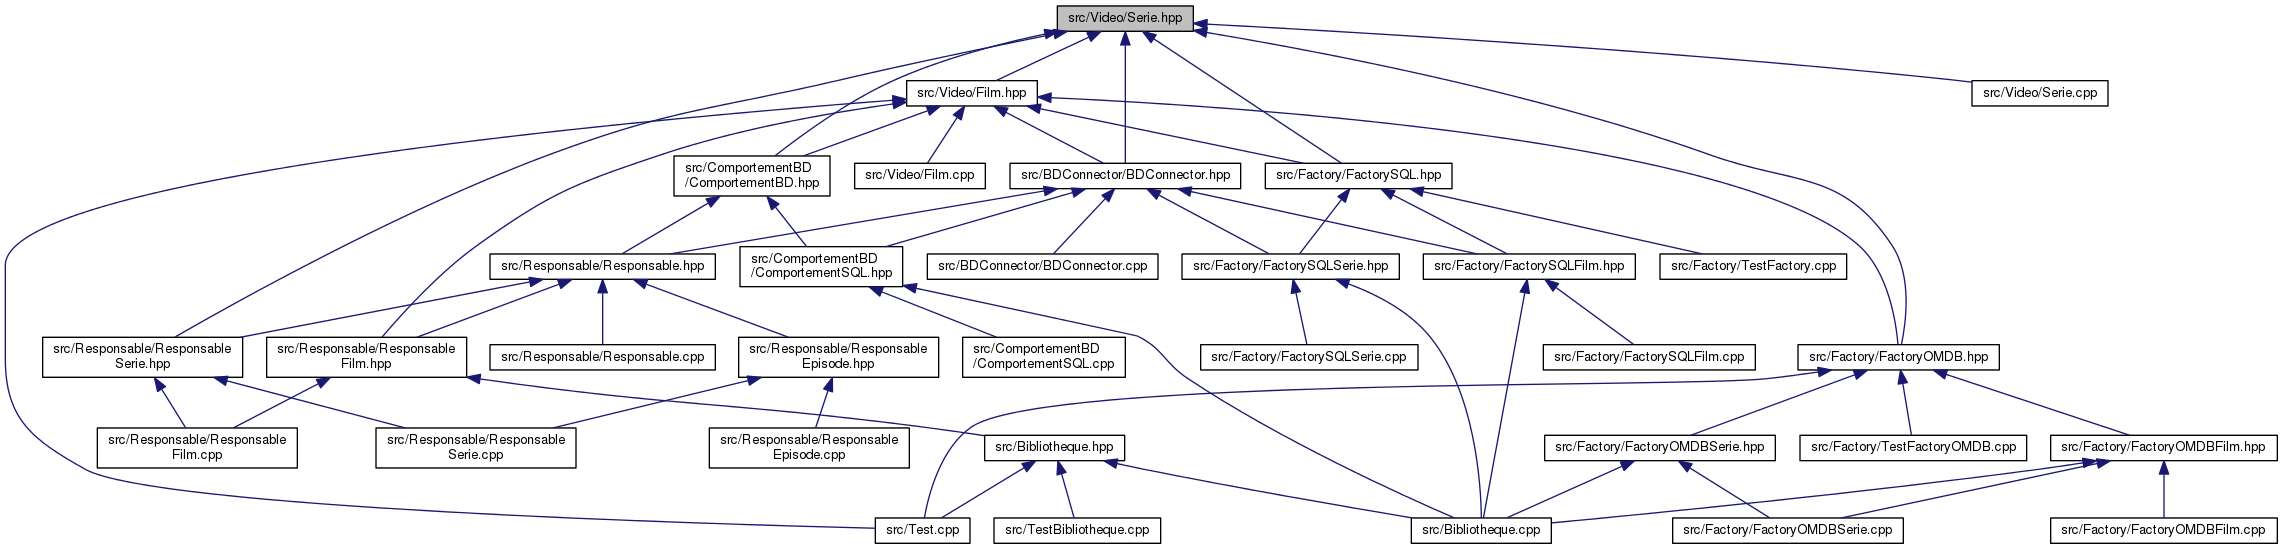 src/Video/Serie.hpp
src/Video/Film.hpp
src/Video/Serie.cpp
src/ComportementBD
/ComportementBD.hpp
src/Video/Film.cpp
src/BDConnector/BDConnector.hpp
src/Factory/FactorySQL.hpp
src/Responsable/Responsable.hpp
src/ComportementBD
/ComportementSQL.hpp
src/BDConnector/BDConnector.cpp
src/Factory/FactorySQLSerie.hpp
src/Factory/FactorySQLFilm.hpp
src/Factory/TestFactory.cpp
src/Responsable/Responsable
Serie.hpp
src/Responsable/Responsable
Film.hpp
src/Responsable/Responsable.cpp
src/Responsable/Responsable
Episode.hpp
src/ComportementBD
/ComportementSQL.cpp
src/Factory/FactorySQLSerie.cpp
src/Factory/FactorySQLFilm.cpp
src/Factory/FactoryOMDB.hpp
src/Responsable/Responsable
Film.cpp
src/Responsable/Responsable
Serie.cpp
src/Responsable/Responsable
Episode.cpp
src/Bibliotheque.hpp
src/Factory/FactoryOMDBSerie.hpp
src/Factory/TestFactoryOMDB.cpp
src/Factory/FactoryOMDBFilm.hpp
src/Test.cpp
src/TestBibliotheque.cpp
src/Bibliotheque.cpp
src/Factory/FactoryOMDBSerie.cpp
src/Factory/FactoryOMDBFilm.cpp